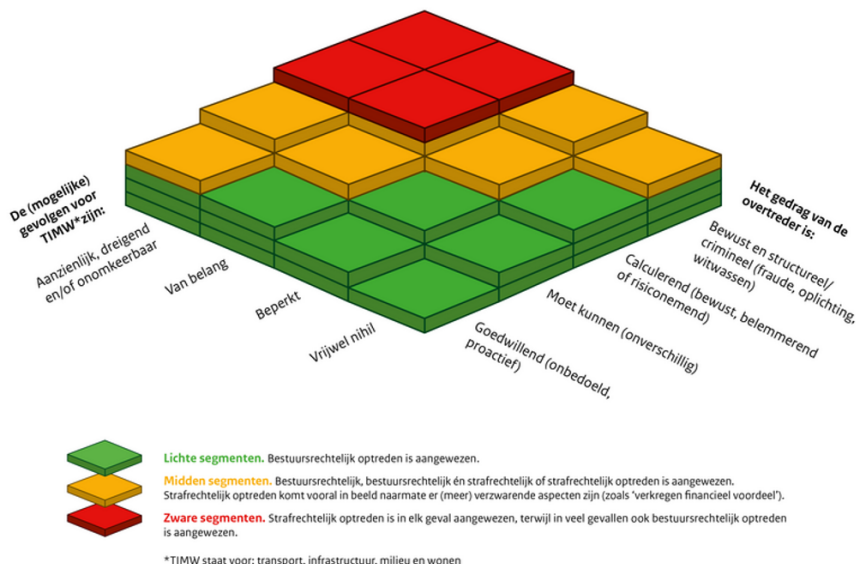 De (mogelijke)
gevolgen voor
TIMW*zijn:
Aanzienlijk, dreigend
en/of onomkeerbaar
Van belang
Beperkt
Vrijwel nihil
Het gedrag van de
overtreder is:
Bewust en structureel/
crimineel (fraude, oplichting,
witwassen)
Calculerend (bewust, belemmerend
of risiconemend)
Moet kunnen (onverschillig)
Goedwillend (onbedoeld,
proactief)
Lichte segmenten. Bestuursrechtelijk optreden is aangewezen.
Midden segmenten. Bestuursrechtelijk, bestuursrechtelijk én strafrechtelijk of strafrechtelijk optreden is aangewezen.
Strafrechtelijk optreden komt vooral in beeld naarmate er (meer) verzwarende aspecten zijn (zoals ‘verkregen financieel voordeel’).
Zware segmenten. Strafrechtelijk optreden is in elk geval aangewezen, terwijl in veel gevallen ook bestuursrechtelijk optreden
is aangewezen.
*TIMW staat voor: transport, infrastructuur, milieu en wonen